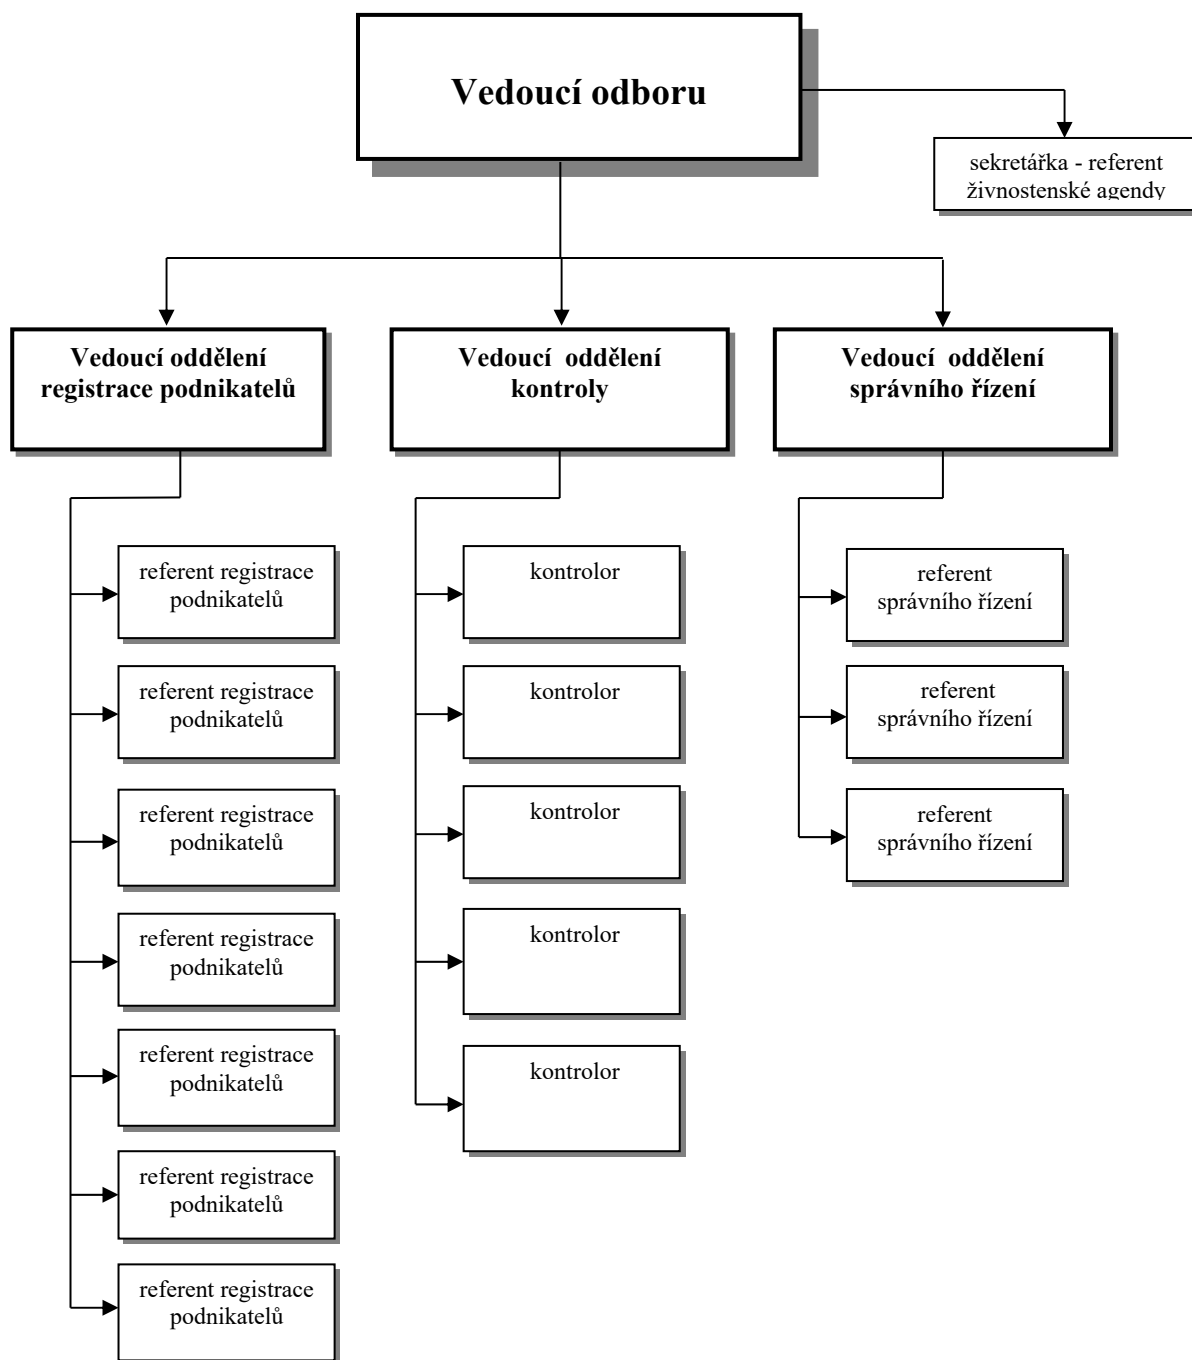 Vedoucí odboru
sekretářka - referent
živnostenské agendy
Vedoucí oddělení
registrace podnikatelů
Vedoucí  oddělení
kontroly
Vedoucí  oddělení
správního řízení
referent registrace
podnikatelů
referent registrace
podnikatelů
referent registrace
podnikatelů
referent registrace
podnikatelů
referent registrace
podnikatelů
referent registrace
podnikatelů
referent registrace
podnikatelů
kontrolor
kontrolor
kontrolor
kontrolor
kontrolor
referent
správního řízení
referent
správního řízení
referent
správního řízení